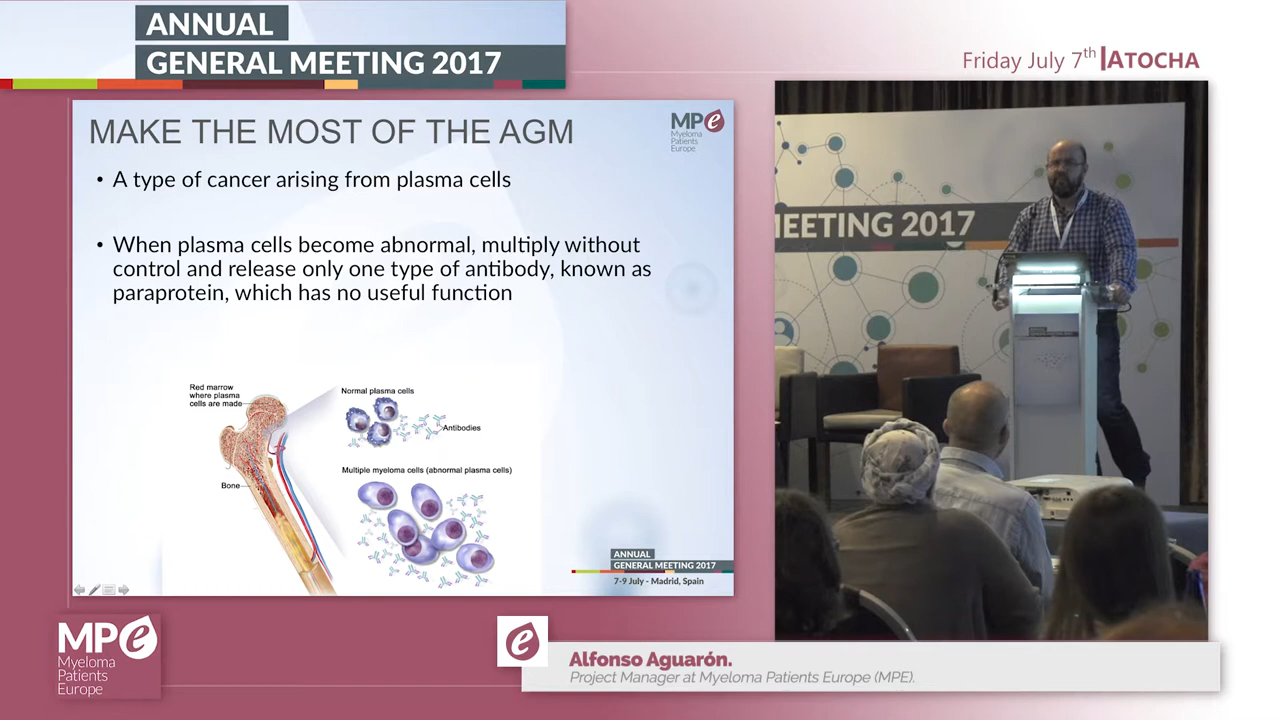 ANNUAL
GENERAL MEETING 2017
Friday July 7th ATOCHA
MAKE THE MOST OF THE AGM
MPe
Myeloma
Patients
Europe
• A type of cancer arising from plasma cells
• When plasma cells become abnormal, multiply without
control and release only one type of antibody, known as
paraprotein, which has no useful function
Red marrow
where plasma
cells are made
Bone
Normal plasma cells
Antibodies
Multiple myeloma cells (abnormal plasma cells)
ANNUAL
GENERAL MEETING 2017
7-9 July - Madrid, Spain
MEETING 2017
MPe
Myeloma
Patients
Europe
e
Alfonso Aguarón.
Project Manager at Myeloma Patients Europe (MPE).